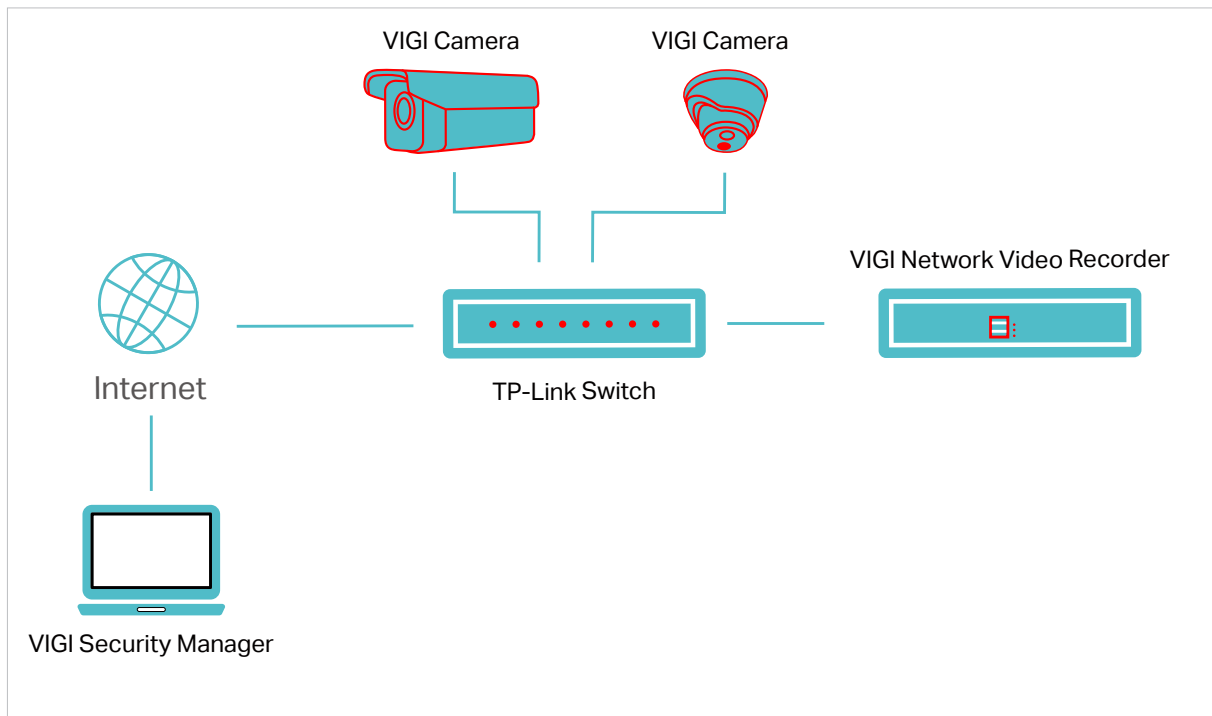 VIGI Camera
VIGI Camera
VIGI Network Video Recorder
Internet
TP-Link Switch
VIGI Security Manager